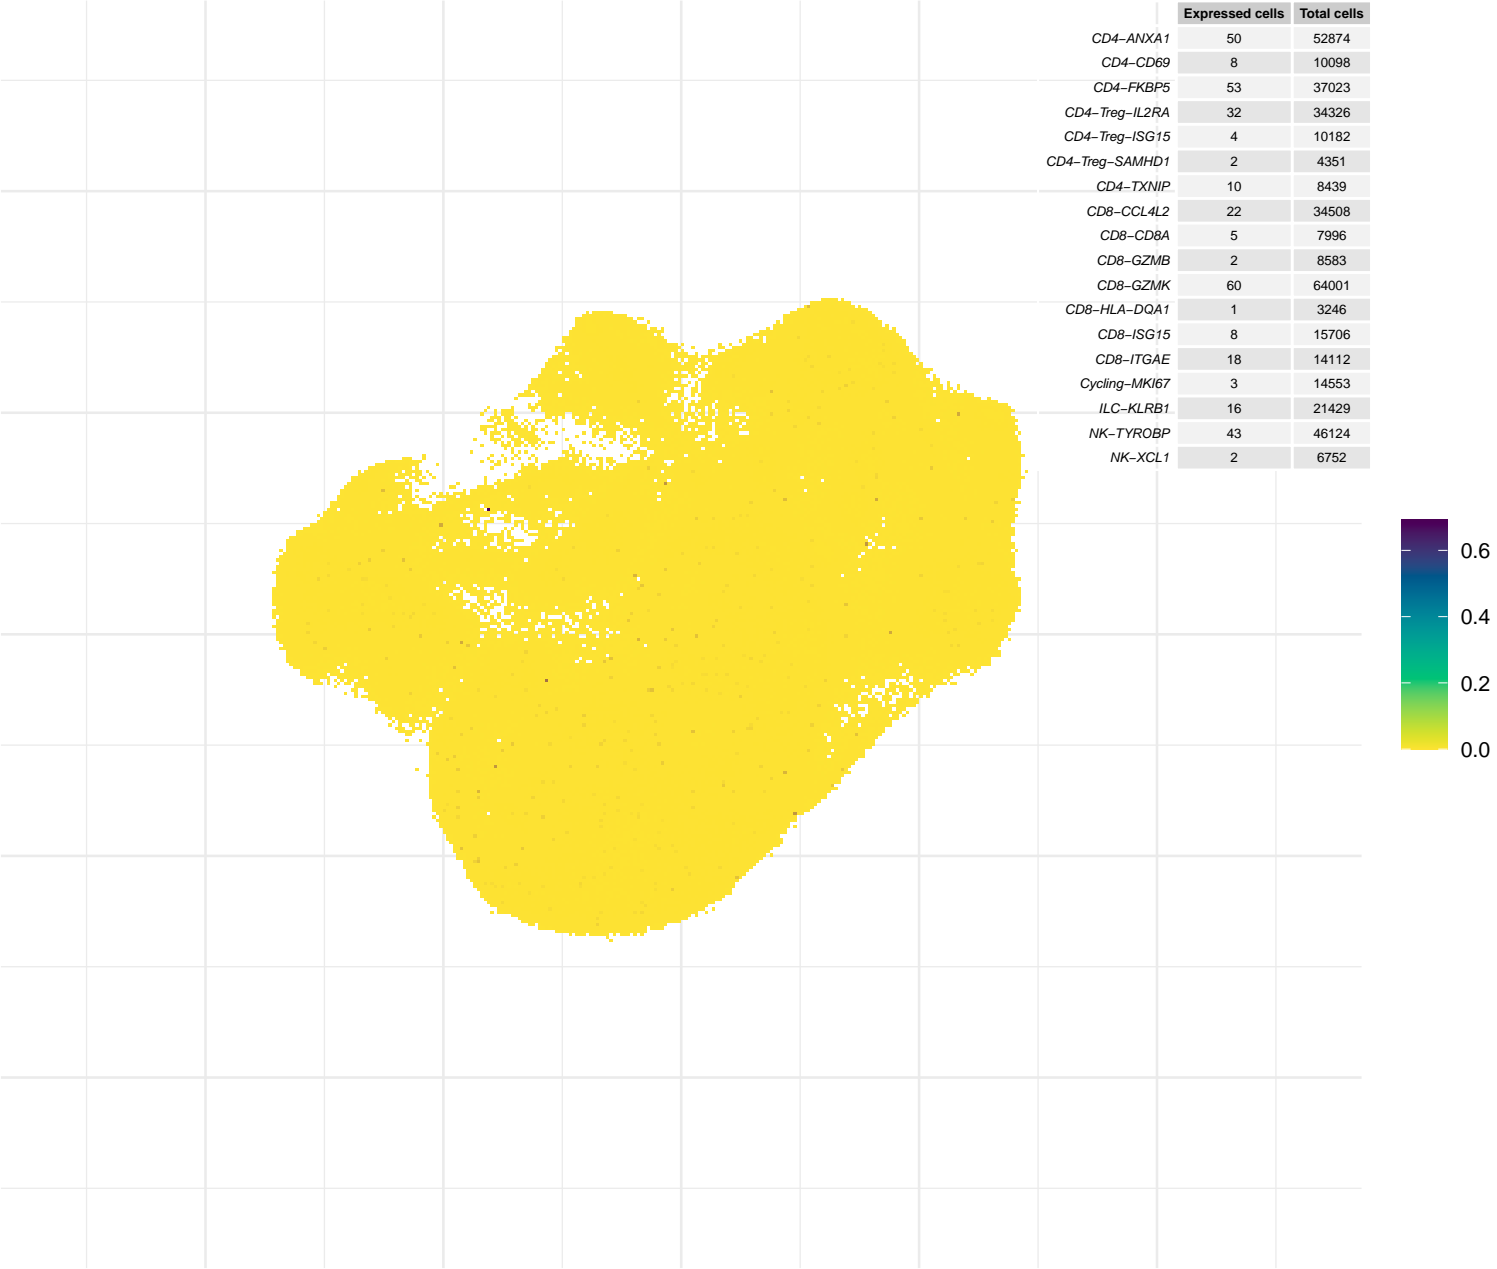 Expressed cells Total cells
CD4−ANXA1 50 52874
CD4−CD69 8 10098
CD4−FKBP5 53 37023
CD4−Treg−IL2RA 32 34326
CD4−Treg−ISG15 4 10182
CD4−Treg−SAMHD1 2 4351
CD4−TXNIP 10 8439
CD8−CCL4L2 22 34508
CD8−CD8A 5 7996
CD8−GZMB 2 8583
CD8−GZMK 60 64001
CD8−HLA−DQA1 1 3246
CD8−ISG15 8 15706
CD8−ITGAE 18 14112
Cycling−MKI67 3 14553
ILC−KLRB1 16 21429
NK−TYROBP 43 46124
NK−XCL1 2 6752
0.6
0.4
0.2
0.0